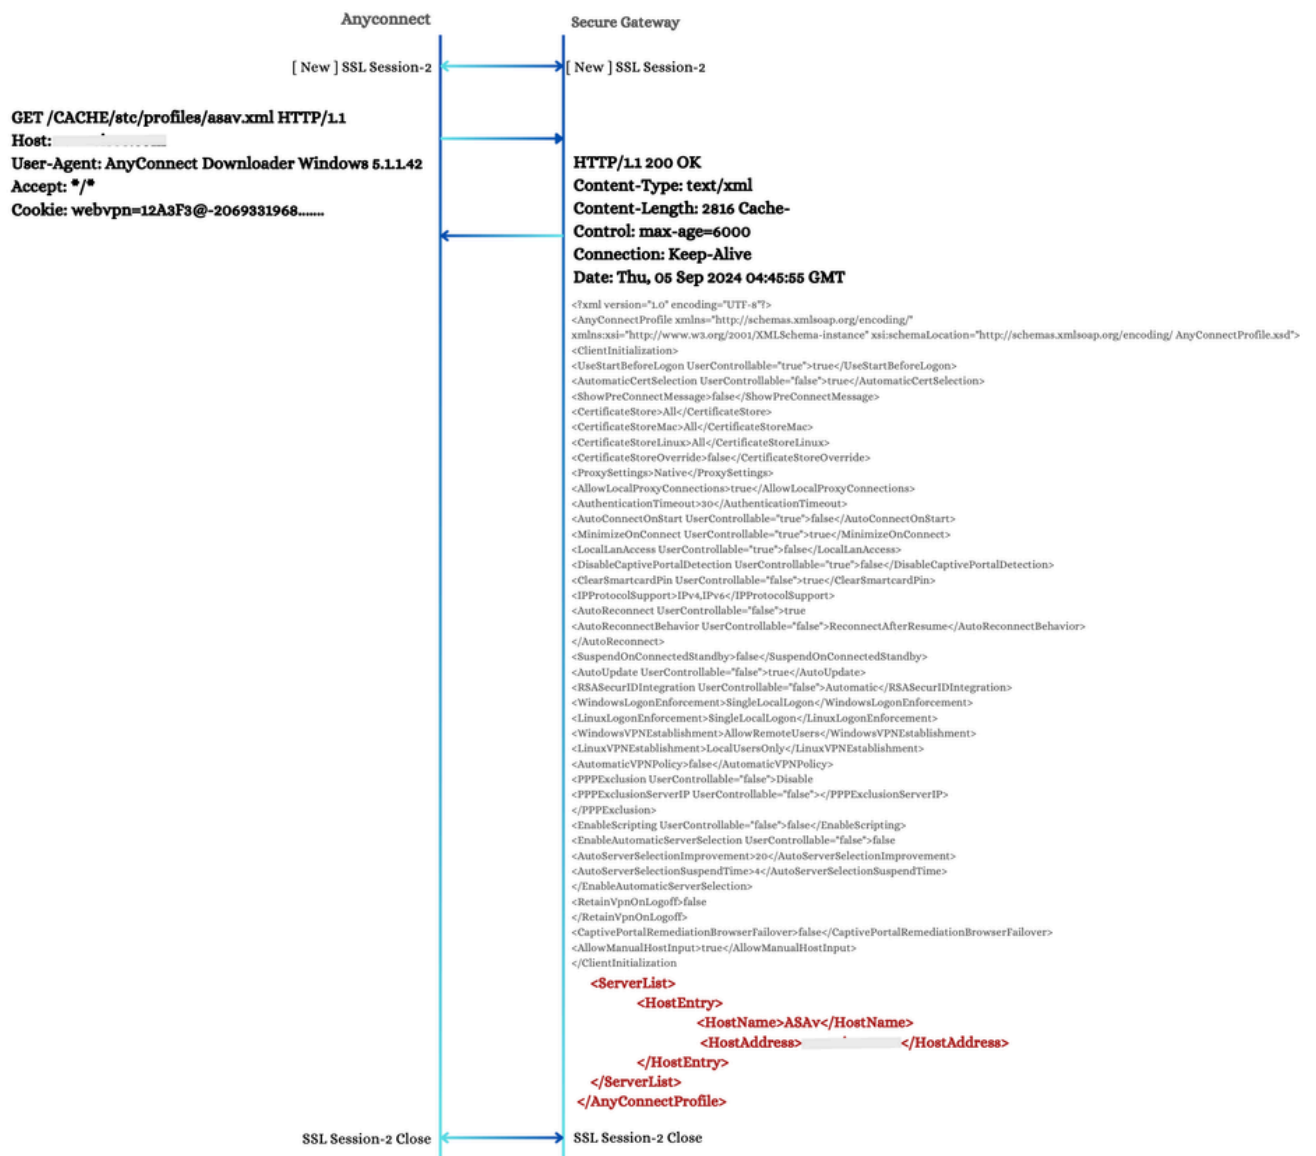 Anyconnect
Secure Gateway
[ New ] SSL Session-2
[ New ] SSL Session-2
GET /CACHE/stc/profiles/asav.xml HTTP/1.1
Host:
User-Agent: AnyConnect Downloader Windows 5.1.1.42
Accept: */*
Cookie: webvpn=12A3F3@-2069331968.......
HTTP/1.1 200 OK
Content-Type: text/xml
Content-Length: 2816 Cache-
Control: max-age=6000
Connection: Keep-Alive
Date: Thu, 05 Sep 2024 04:45:55 GMT
<?xml version="1.0" encoding="UTF-8"?>
<AnyConnectProfile xmlns="http://schemas.xmlsoap.org/encoding/"
xmlns:xsi="http://www.w3.org/2001/XMLSchema-instance" xsi:schemaLocation="http://schemas.xmlsoap.org/encoding/ AnyConnectProfile.xsd">
<ClientInitialization>
<UseStartBeforeLogon UserControllable="true">true</UseStartBeforeLogon>
<AutomaticCertSelection UserControllable="false">true</AutomaticCertSelection>
<ShowPreConnectMessage>false</ShowPreConnectMessage>
<CertificateStore>All</CertificateStore>
<CertificateStoreMac>All</CertificateStoreMac>
<CertificateStoreLinux>All</CertificateStoreLinux>
<CertificateStoreOverride>false</CertificateStoreOverride>
<ProxySettings>Native</ProxySettings>
<AllowLocalProxyConnections>true</AllowLocalProxyConnections>
<AuthenticationTimeout>30</AuthenticationTimeout>
<AutoConnectOnStart UserControllable="true">false</AutoConnectOnStart>
<MinimizeOnConnect UserControllable="true">true</MinimizeOnConnect>
<LocalLanAccess UserControllable="true">false</LocalLanAccess>
<DisableCaptivePortalDetection UserControllable="true">false</DisableCaptivePortalDetection>
<ClearSmartcardPin UserControllable="false">true</ClearSmartcardPin>
<IPProtocolSupport>IPv4,IPv6</IPProtocolSupport>
<AutoReconnect UserControllable="false">true
<AutoReconnectBehavior UserControllable="false">ReconnectAfterResume</AutoReconnectBehavior>
</AutoReconnect>
<SuspendOnConnectedStandby>false</SuspendOnConnectedStandby>
<AutoUpdate UserControllable="false">true</AutoUpdate>
<RSASecurIDIntegration UserControllable="false">Automatic</RSASecurIDIntegration>
<WindowsLogonEnforcement>SingleLocalLogon</WindowsLogonEnforcement>
<LinuxLogonEnforcement>SingleLocalLogon</LinuxLogonEnforcement>
<WindowsVPNEstablishment>AllowRemoteUsers</WindowsVPNEstablishment>
<LinuxVPNEstablishment>LocalUsersOnly</LinuxVPNEstablishment>
<AutomaticVPNPolicy>false</AutomaticVPNPolicy>
<PPPExclusion UserControllable="false">Disable
<PPPExclusionServerIP UserControllable="false"></PPPExclusionServerIP>
</PPPExclusion>
<EnableScripting UserControllable="false">false</EnableScripting>
<EnableAutomaticServerSelection UserControllable="false">false
<AutoServerSelectionImprovement>20</AutoServerSelectionImprovement>
<AutoServerSelectionSuspendTime>4</AutoServerSelectionSuspendTime>
</EnableAutomaticServerSelection>
<RetainVpnOnLogoff>false
</RetainVpnOnLogoff>
<CaptivePortalRemediationBrowserFailover>false</CaptivePortalRemediationBrowserFailover>
<AllowManualHostInput>true</AllowManualHostInput>
</ClientInitialization
<ServerList>
<HostEntry>
<HostName>ASAv</HostName>
<HostAddress> </HostAddress>
</HostEntry>
</ServerList>
</AnyConnectProfile>
SSL Session-2 Close
SSL Session-2 Close